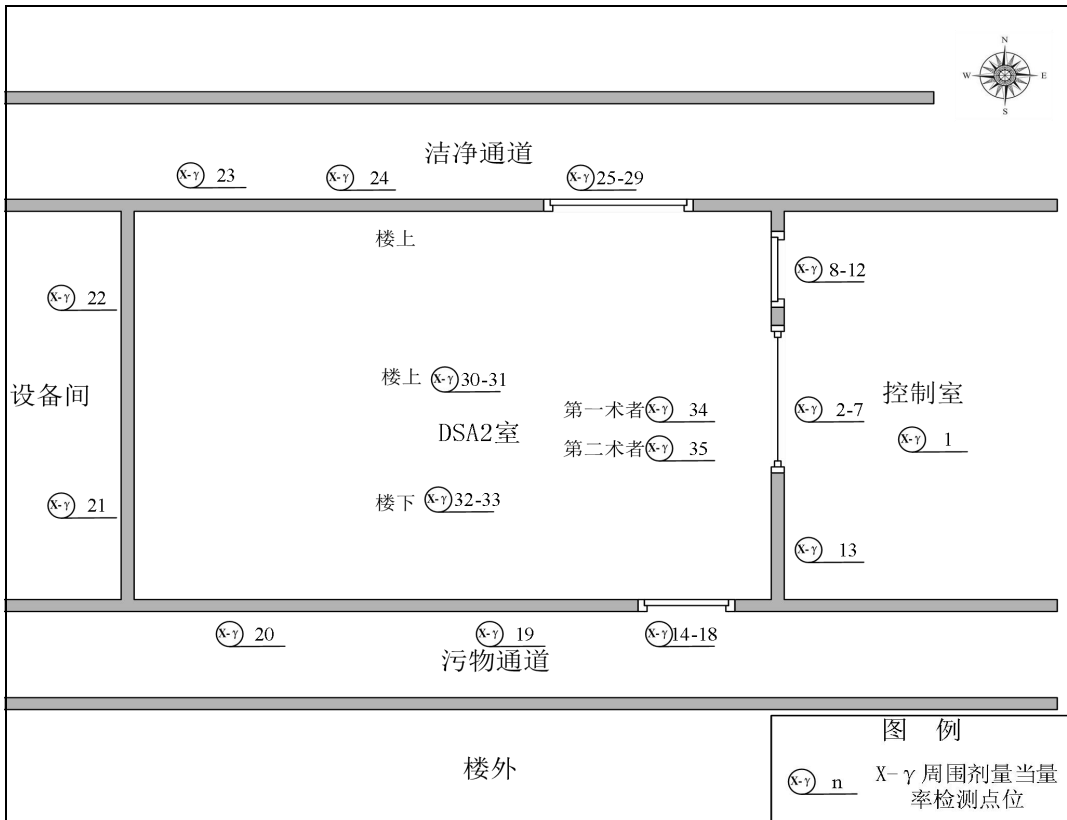 N
W E
S
洁净通道
X-γ 23
X-γ 24
X-γ 25-29
楼上
X-γ 8-12
X-γ 22
设备间
楼上 X-γ 30-31
控制室
第一术者 X-γ 34
X-γ 2-7
DSA2室
X-γ 1
第二术者 X-γ 35
楼下 X-γ 32-33
X-γ 21
X-γ 13
X-γ 20
X-γ 19
X-γ 14-18
污物通道
图 例
楼外
X-γ n
X-γ周围剂量当量
率检测点位